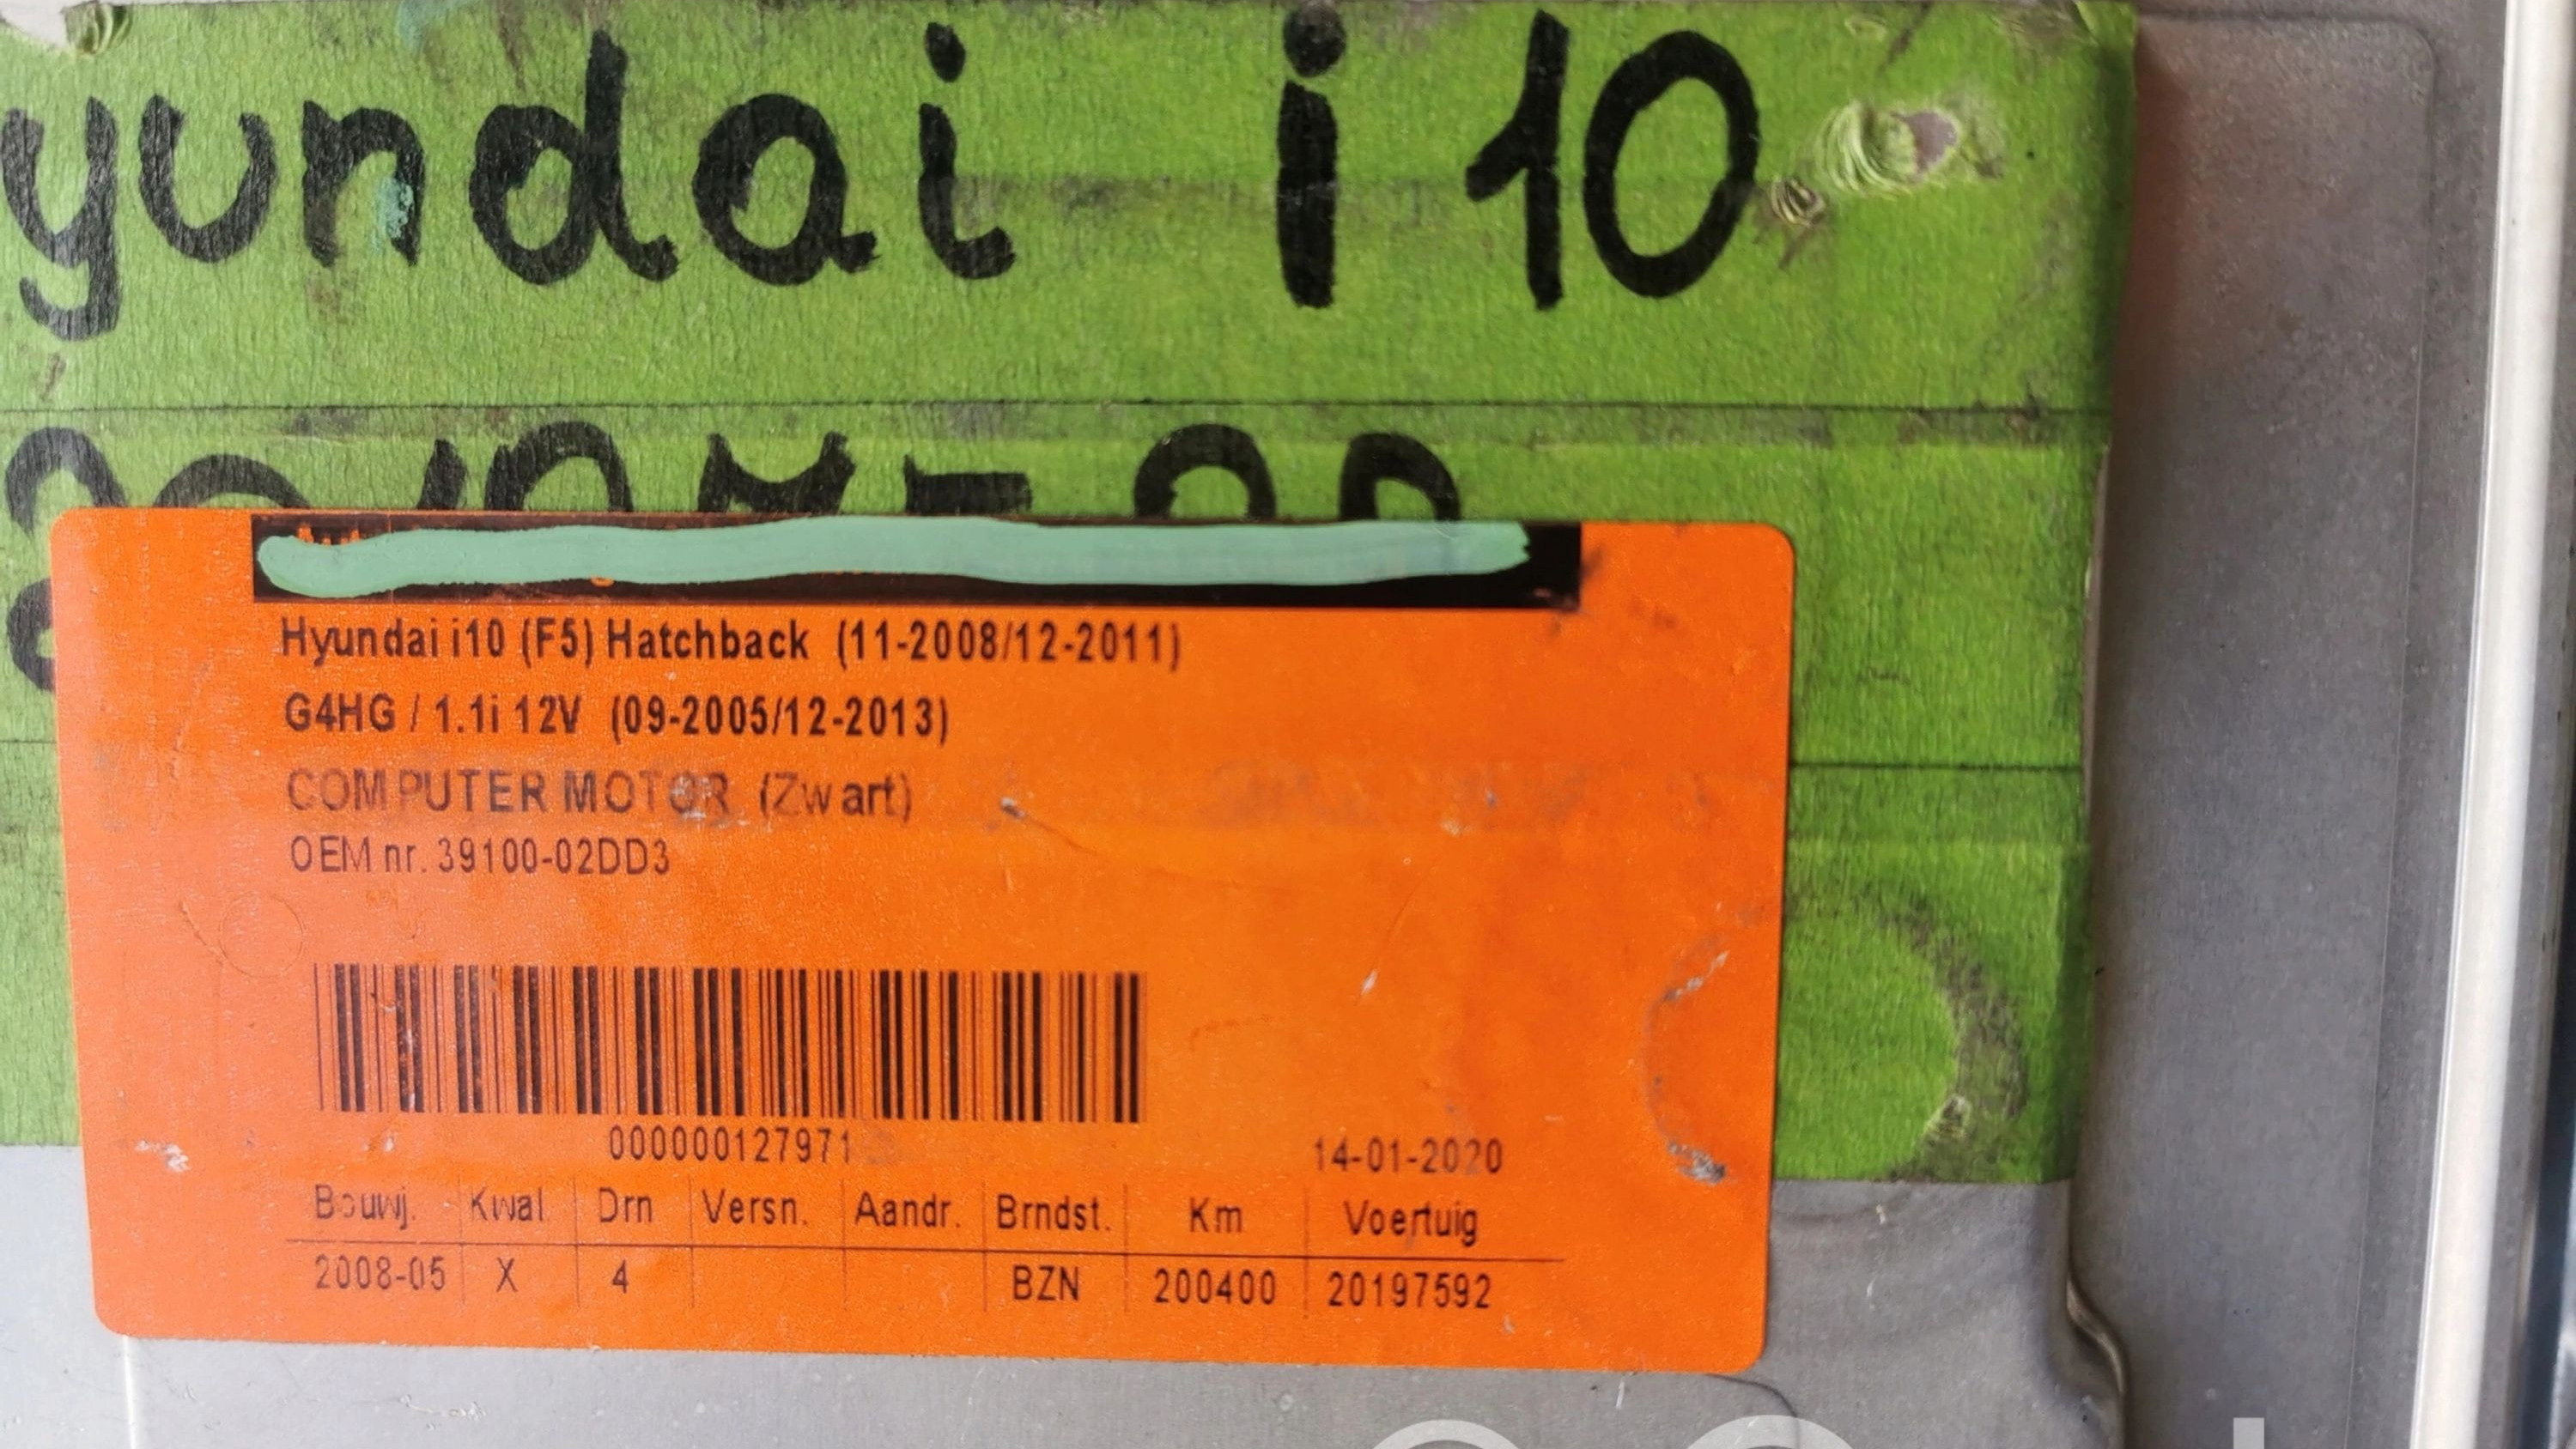 yundai i 10
Hyundai i10 (F5) Hatchback (11-2008/12-2011)
G4HG / 1.1i 12V (09-2005/12-2013)
COMPUTER MOTOR (Zwart)
OEM nr. 39100-02DD3
000000127971
14-01-2020
Bouwj. Kwal. Drn Versn. Aandr. Brndst. Km Voertuig
2008-05 X 4 BZN 200400 20197592